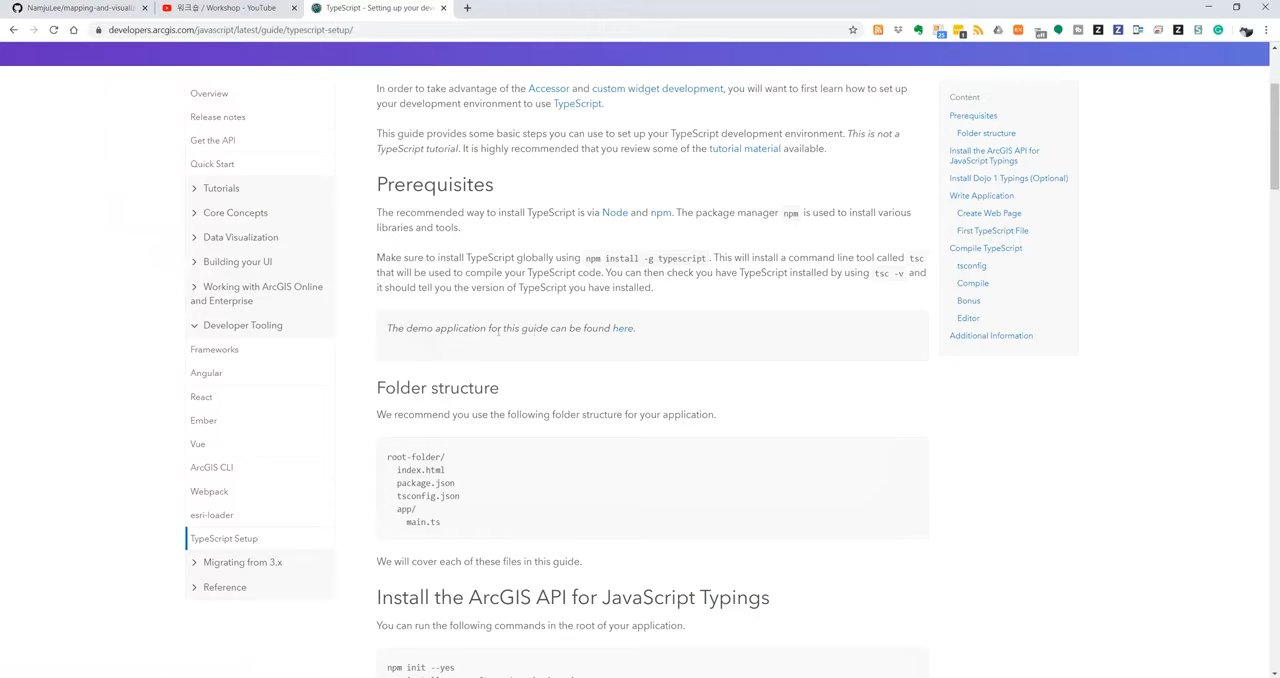 NamjuLee/mapping-and-visualiz
워크숍 / Workshop - YouTube
TypeScript - Setting up your dev
developers.arcgis.com/javascript/latest/guide/typescript-setup/
Overview
Release notes
Get the API
Quick Start
Tutorials
Core Concepts
Data Visualization
Building your UI
Working with ArcGIS Online
and Enterprise
Developer Tooling
Frameworks
Angular
React
Ember
Vue
ArcGIS CLI
Webpack
esri-loader
TypeScript Setup
Migrating from 3.x
Reference
In order to take advantage of the Accessor and custom widget development, you will want to first learn how to set up
your development environment to use TypeScript.
This guide provides some basic steps you can use to set up your TypeScript development environment. This is not a
TypeScript tutorial. It is highly recommended that you review some of the tutorial material available.
Prerequisites
The recommended way to install TypeScript is via Node and npm. The package manager npm is used to install various
libraries and tools.
Make sure to install TypeScript globally using npm install -g typescript. This will install a command line tool called tsc
that will be used to compile your TypeScript code. You can then check you have TypeScript installed by using tsc -v and
it should tell you the version of TypeScript you have installed.
The demo application for this guide can be found here.
Folder structure
We recommend you use the following folder structure for your application.
root-folder/
index.html
package.json
tsconfig.json
app/
main.ts
We will cover each of these files in this guide.
Install the ArcGIS API for JavaScript Typings
You can run the following commands in the root of your application.
npm init --yes
Content
Prerequisites
Folder structure
Install the ArcGIS API for
JavaScript Typings
Install Dojo 1 Typings (Optional)
Write Application
Create Web Page
First TypeScript File
Compile TypeScript
tsconfig
Compile
Bonus
Editor
Additional Information